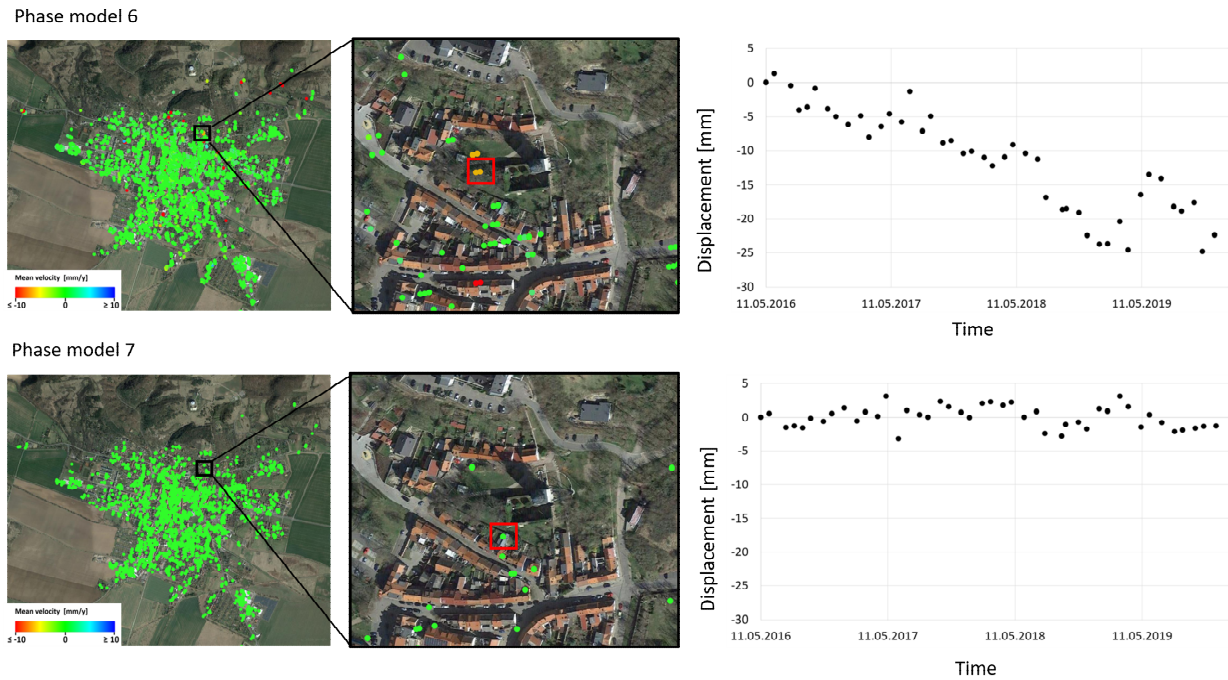 Phase model 6
Mean velocity [mm/y]
≤ -10 0 ≥ 10
Displacement [mm]
5
0
-5
-10
-15
-20
-25
-30
11.05.2016 11.05.2017 11.05.2018 11.05.2019
Time
Phase model 7
Mean velocity [mm/y]
≤ -10 0 ≥ 10
Displacement [mm]
5
0
-5
-10
-15
-20
-25
-30
11.05.2016 11.05.2017 11.05.2018 11.05.2019
Time